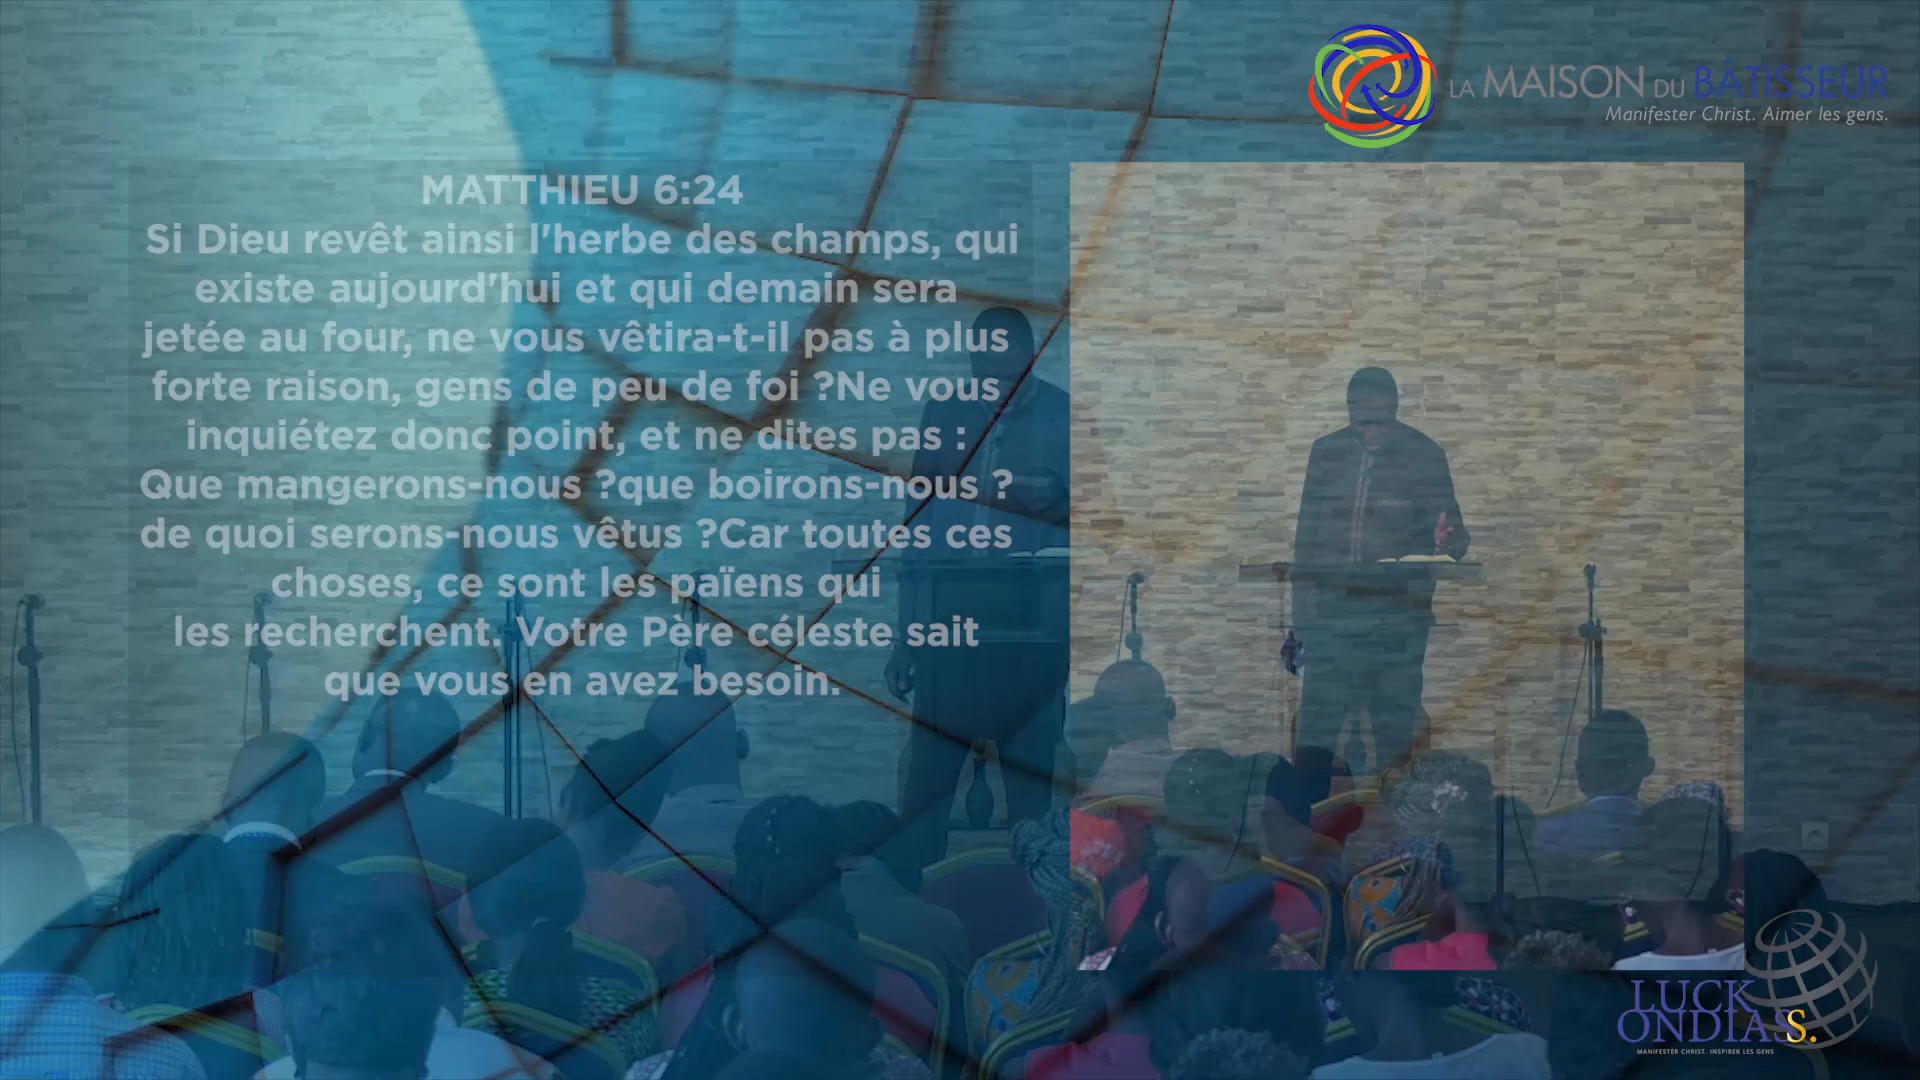 LA MAISON DU BÂTISSEUR
Manifester Christ. Aimer les gens.
MATTHIEU 6:24
Si Dieu revêt ainsi l'herbe des champs, qui
existe aujourd'hui et qui demain sera
jetée au four, ne vous vêtira-t-il pas à plus
forte raison, gens de peu de foi ?Ne vous
inquiétez donc point, et ne dites pas :
Que mangerons-nous ?que boirons-nous ?
de quoi serons-nous vêtus ?Car toutes ces
choses, ce sont les païens qui
les recherchent. Votre Père céleste sait
que vous en avez besoin.
LUCK
ONDIAS.
MANIFESTER CHRIST. INSPIRER LES GENS